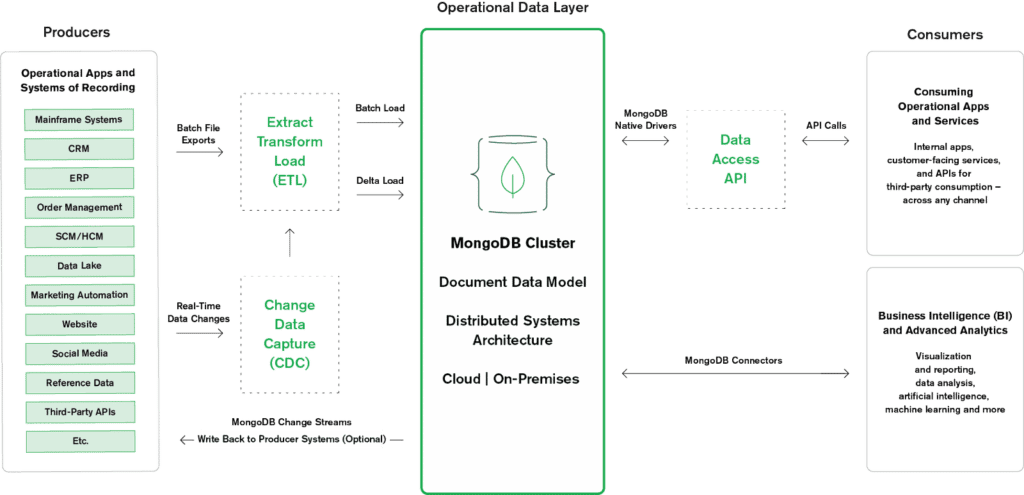 Operational Data Layer
Producers
Operational Apps and
Systems of Recording
Mainframe Systems
CRM
ERP
Order Management
SCM/HCM
Data Lake
Marketing Automation
Website
Social Media
Reference Data
Third-Party APIs
Etc.
Batch File
Exports
Real-Time
Data Changes
Extract
Transform
Load
(ETL)
Change
Data
Capture
(CDC)
Batch Load
Delta Load
MongoDB Change Streams
Write Back to Producer Systems (Optional)
MongoDB Cluster
Document Data Model
Distributed Systems
Architecture
Cloud | On-Premises
MongoDB
Native Drivers
Data
Access
API
API Calls
MongoDB Connectors
Consumers
Consuming
Operational Apps
and Services
Internal apps,
customer-facing services,
and APIs for
third-party consumption –
across any channel
Business Intelligence (BI)
and Advanced Analytics
Visualization
and reporting,
data analysis,
artificial intelligence,
machine learning and more